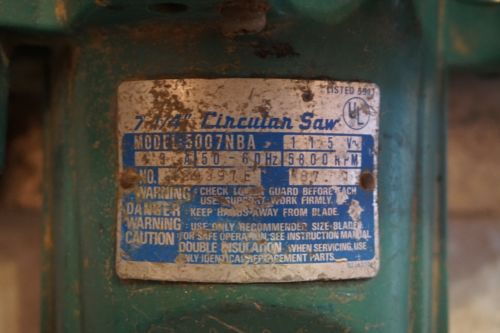 LISTED
7-1/4" Circular Saw
MODEL 5007NBA 115V
A 50-60Hz 5800 RPM
NO. E
WARNING: CHECK LOWER GUARD BEFORE EACH
USE. SUPPORT WORK FIRMLY.
DANGER: KEEP HANDS AWAY FROM BLADE.
WARNING: USE ONLY RECOMMENDED SIZE BLADES.
CAUTION: FOR SAFE OPERATION, SEE INSTRUCTION MANUAL.
DOUBLE INSULATION: WHEN SERVICING, USE
ONLY IDENTICAL REPLACEMENT PARTS.